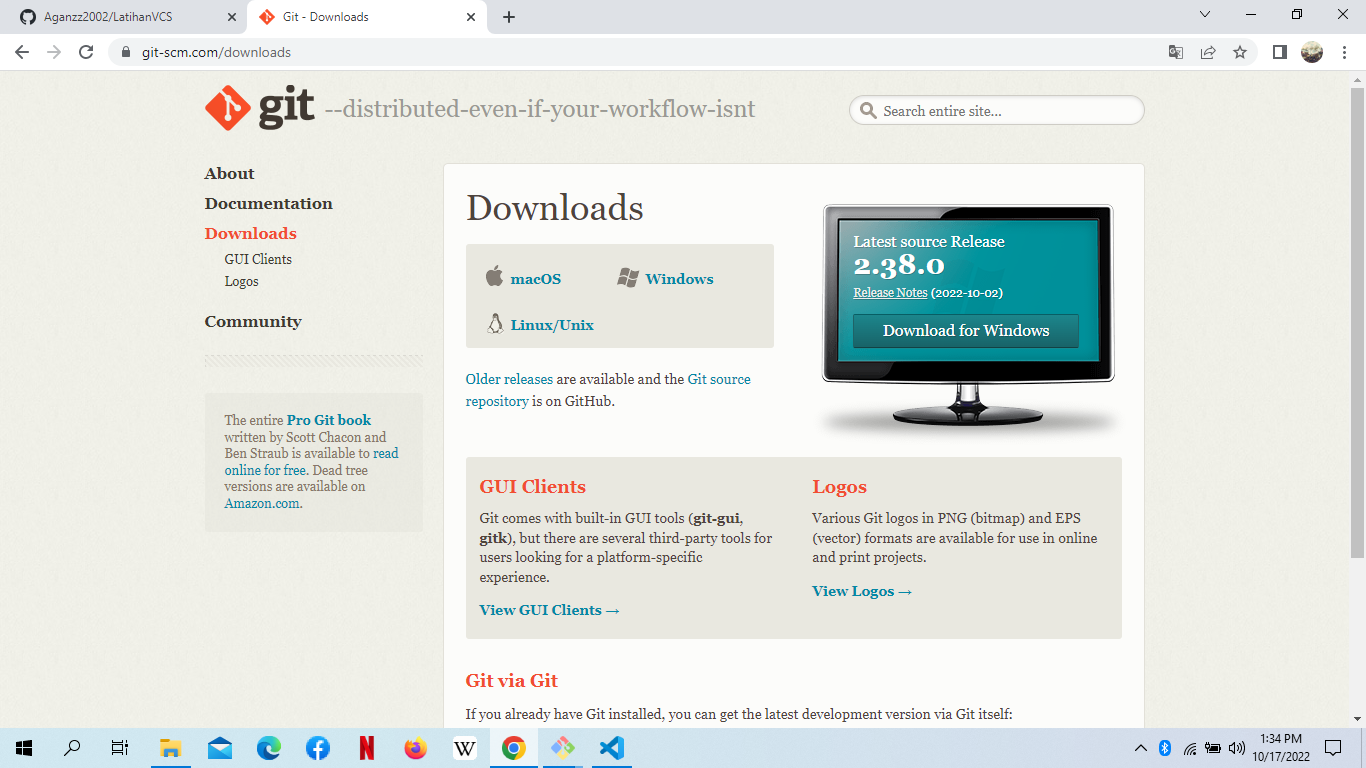 Aganzz2002/LatihanVCS
Git - Downloads
git-scm.com/downloads
git --distributed-even-if-your-workflow-isnt
Search entire site...
About
Documentation
Downloads
GUI Clients
Logos
Community
The entire Pro Git book
written by Scott Chacon and
Ben Straub is available to read
online for free. Dead tree
versions are available on
Amazon.com.
Downloads
macOS
Windows
Linux/Unix
Older releases are available and the Git source
repository is on GitHub.
Latest source Release
2.38.0
Release Notes (2022-10-02)
Download for Windows
GUI Clients
Git comes with built-in GUI tools (git-gui,
gitk), but there are several third-party tools for
users looking for a platform-specific
experience.
View GUI Clients →
Logos
Various Git logos in PNG (bitmap) and EPS
(vector) formats are available for use in online
and print projects.
View Logos →
Git via Git
If you already have Git installed, you can get the latest development version via Git itself:
W
1:34 PM
10/17/2022